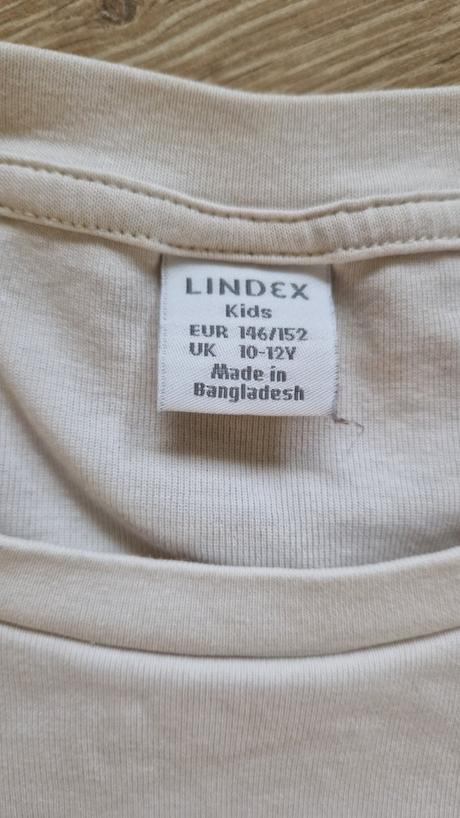 LINDEX
Kids
EUR 146/152
UK 10-12Y
Made in
Bangladesh